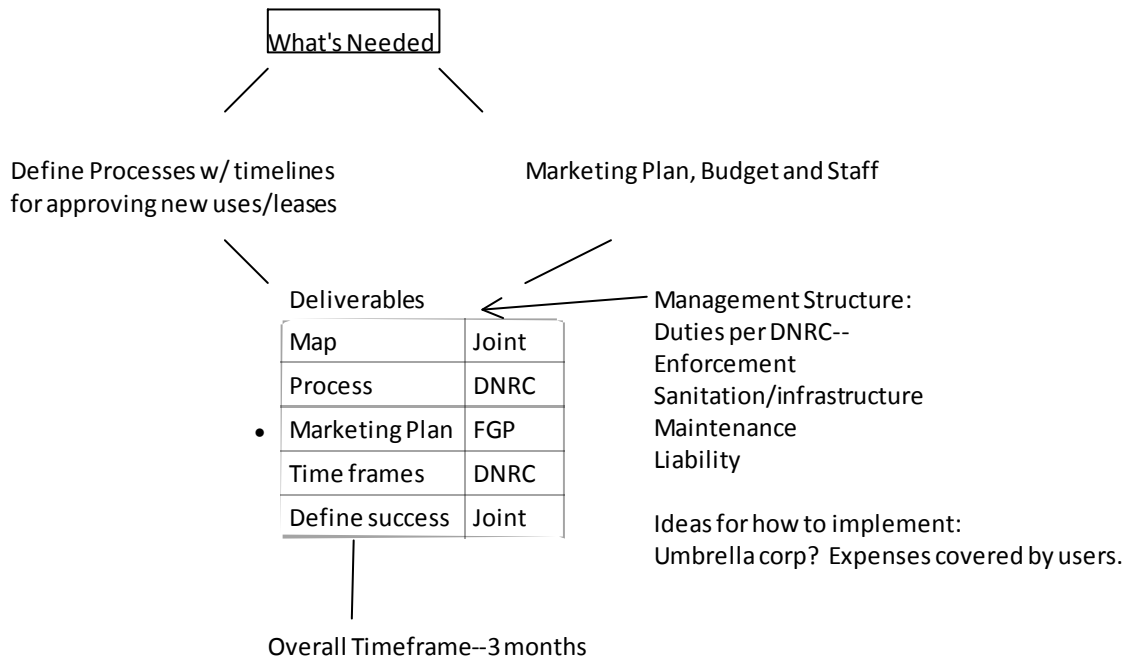 What's Needed
Define Processes w/ timelines
for approving new uses/leases
Marketing Plan, Budget and Staff
Deliverables
Map Joint
Process DNRC
• Marketing Plan FGP
Time frames DNRC
Define success Joint
Management Structure:
Duties per DNRC--
Enforcement
Sanitation/infrastructure
Maintenance
Liability
Ideas for how to implement:
Umbrella corp? Expenses covered by users.
Overall Timeframe--3 months